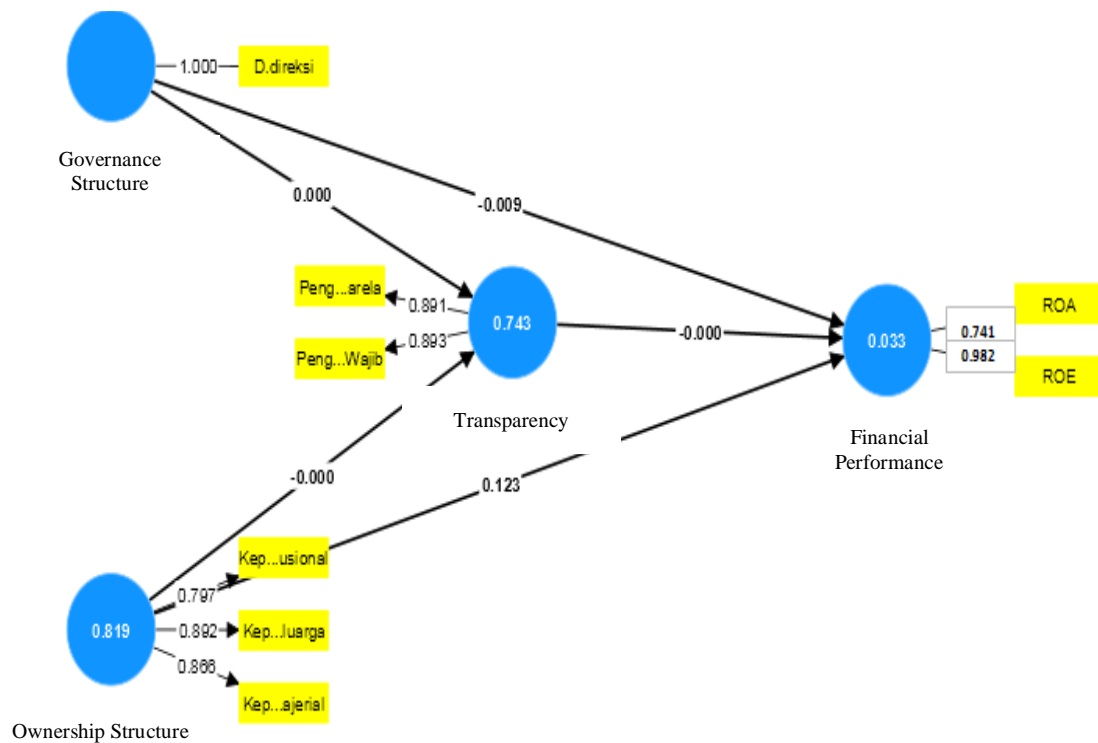 1.000
D.direksi
Governance
Structure
0.000
-0.009
Peng...arela
0.891
0.743
Peng...Wajib
0.893
-0.000
0.033
0.741
0.982
ROA
ROE
Transparency
Financial
Performance
-0.000
0.123
Kep...usional
0.797
0.819
0.892
Kep...luarga
0.866
Kep...ajerial
Ownership Structure